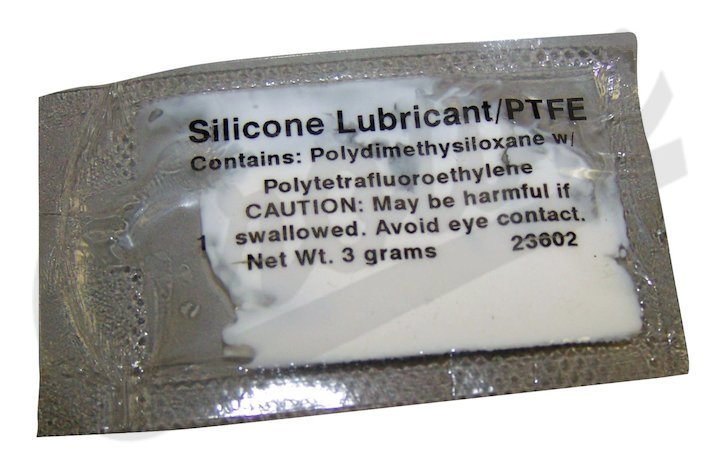 Silicone Lubricant/PTFE
Contains: Polydimethysiloxane w/
Polytetrafluoroethylene
CAUTION: May be harmful if
swallowed. Avoid eye contact.
Net Wt. 3 grams 23602